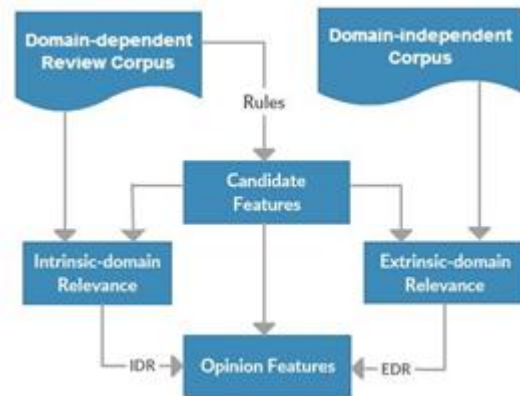 Domain-dependent
Review Corpus
Domain-independent
Corpus
Rules
Candidate
Features
Intrinsic-domain
Relevance
Extrinsic-domain
Relevance
IDR
Opinion Features
EDR